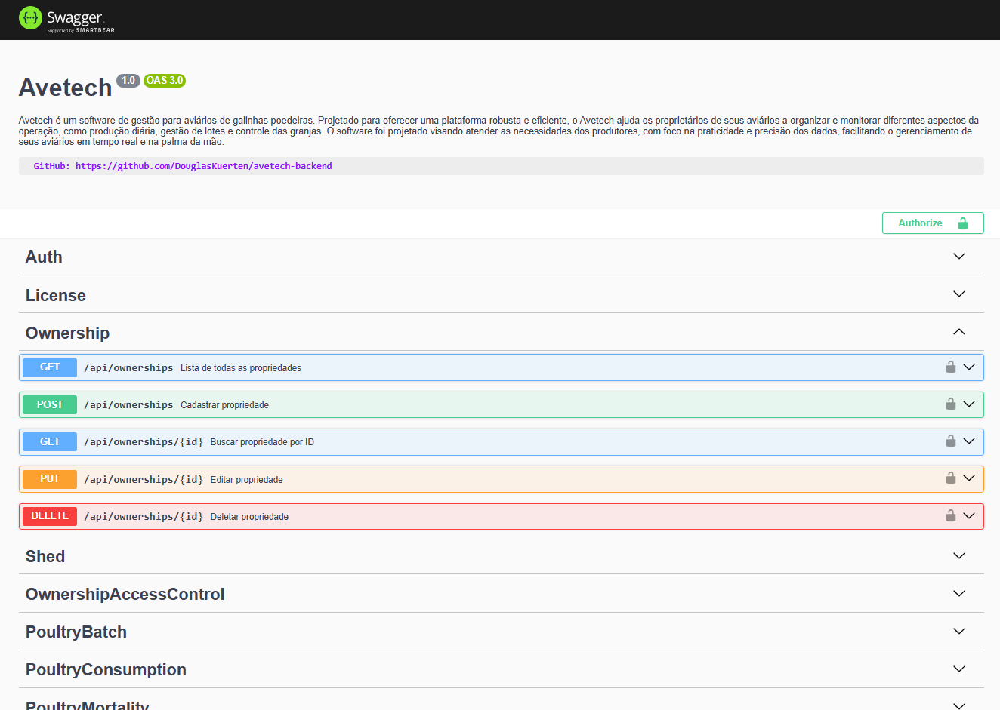 Swagger.
Supported by SMARTBEAR
Avetech 1.0 OAS 3.0
Avetech é um software de gestão para aviários de galinhas poedeiras. Projetado para oferecer uma plataforma robusta e eficiente, o Avetech ajuda os proprietários de seus aviários a organizar e monitorar diferentes aspectos da
operação, como produção diária, gestão de lotes e controle das granjas. O software foi projetado visando atender as necessidades dos produtores, com foco na praticidade e precisão dos dados, facilitando o gerenciamento de
seus aviários em tempo real e na palma da mão.
GitHub: https://github.com/DouglasKuerten/avetech-backend
Authorize
Auth
License
Ownership
GET /api/ownerships Lista de todas as propriedades
POST /api/ownerships Cadastrar propriedade
GET /api/ownerships/{id} Buscar propriedade por ID
PUT /api/ownerships/{id} Editar propriedade
DELETE /api/ownerships/{id} Deletar propriedade
Shed
OwnershipAccessControl
PoultryBatch
PoultryConsumption
PoultryMortality